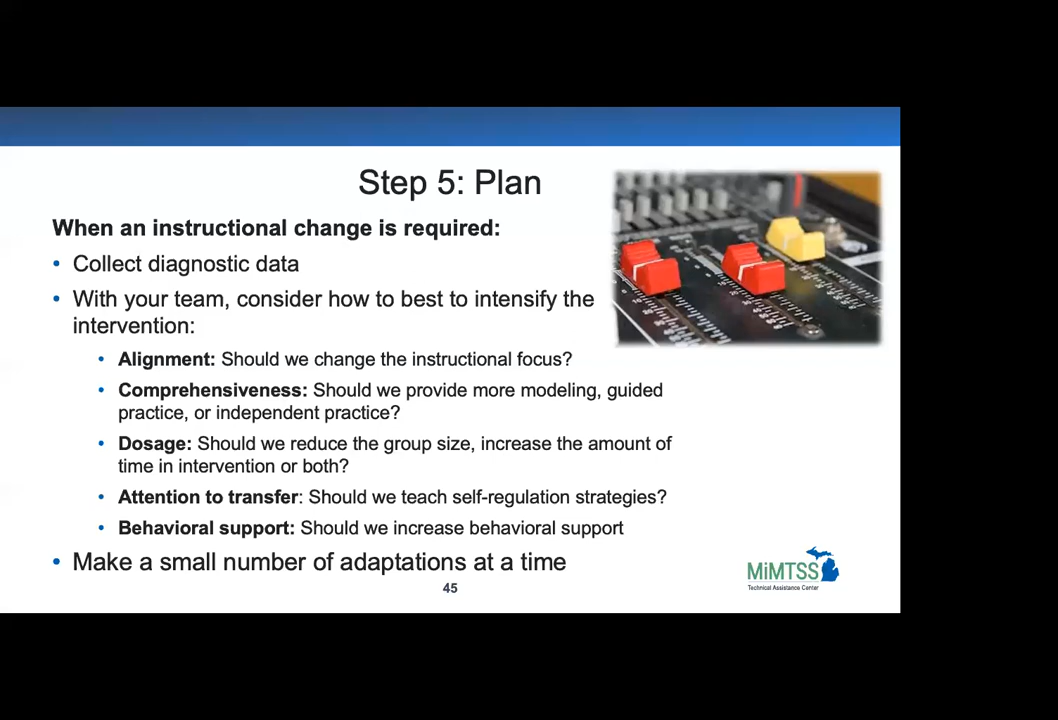 Step 5: Plan
When an instructional change is required:
• Collect diagnostic data
• With your team, consider how to best to intensify the
intervention:
• Alignment: Should we change the instructional focus?
• Comprehensiveness: Should we provide more modeling, guided
practice, or independent practice?
• Dosage: Should we reduce the group size, increase the amount of
time in intervention or both?
• Attention to transfer: Should we teach self-regulation strategies?
• Behavioral support: Should we increase behavioral support
• Make a small number of adaptations at a time
MiMTSS
Technical Assistance Center
45